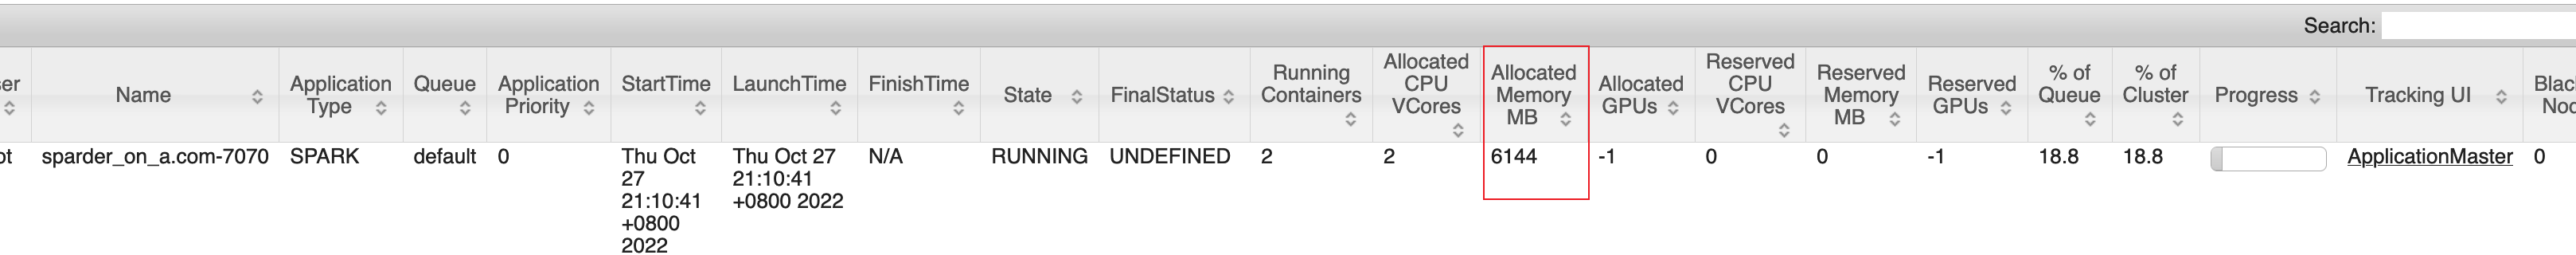 Search:
er
Name
Application
Type
Queue
Application
Priority
StartTime
LaunchTime
FinishTime
State
FinalStatus
Running
Containers
Allocated
CPU
VCores
Allocated
Memory
MB
Allocated
GPUs
Reserved
CPU
VCores
Reserved
Memory
MB
Reserved
GPUs
% of
Queue
% of
Cluster
Progress
Tracking UI
Blac
Noc
ot
sparder_on_a.com-7070
SPARK
default
0
Thu Oct
27
21:10:41
+0800
2022
Thu Oct 27
21:10:41
+0800 2022
N/A
RUNNING
UNDEFINED
2
2
6144
-1
0
0
-1
18.8
18.8
ApplicationMaster
0